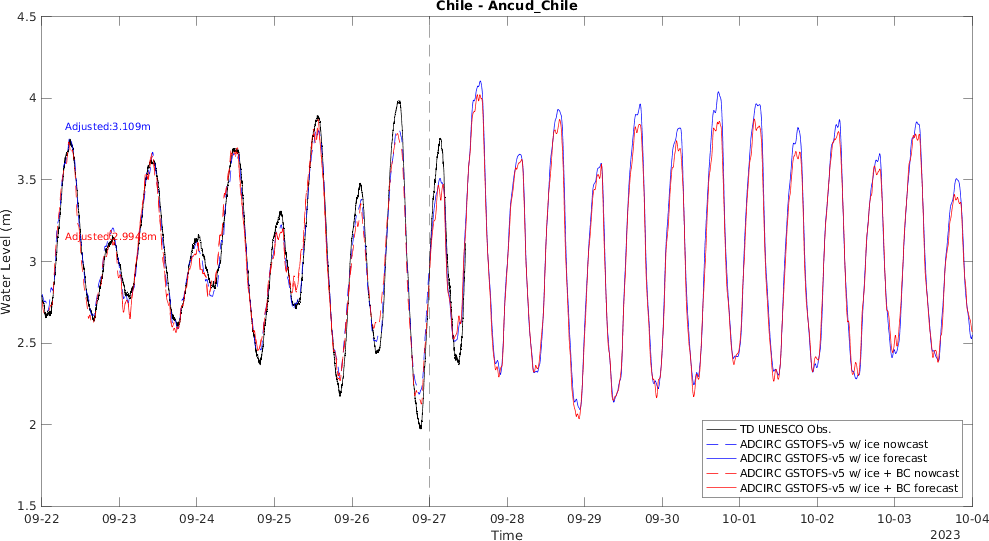 Chile - Ancud_Chile
4.5
4
3.5
3
2.5
2
1.5
Water Level (m)
Adjusted:3.109m
Adjusted:2.9948m
TD UNESCO Obs.
ADCIRC GSTOFS-v5 w/ ice nowcast
ADCIRC GSTOFS-v5 w/ ice forecast
ADCIRC GSTOFS-v5 w/ ice + BC nowcast
ADCIRC GSTOFS-v5 w/ ice + BC forecast
09-22 09-23 09-24 09-25 09-26 09-27 09-28 09-29 09-30 10-01 10-02 10-03 10-04
Time
2023